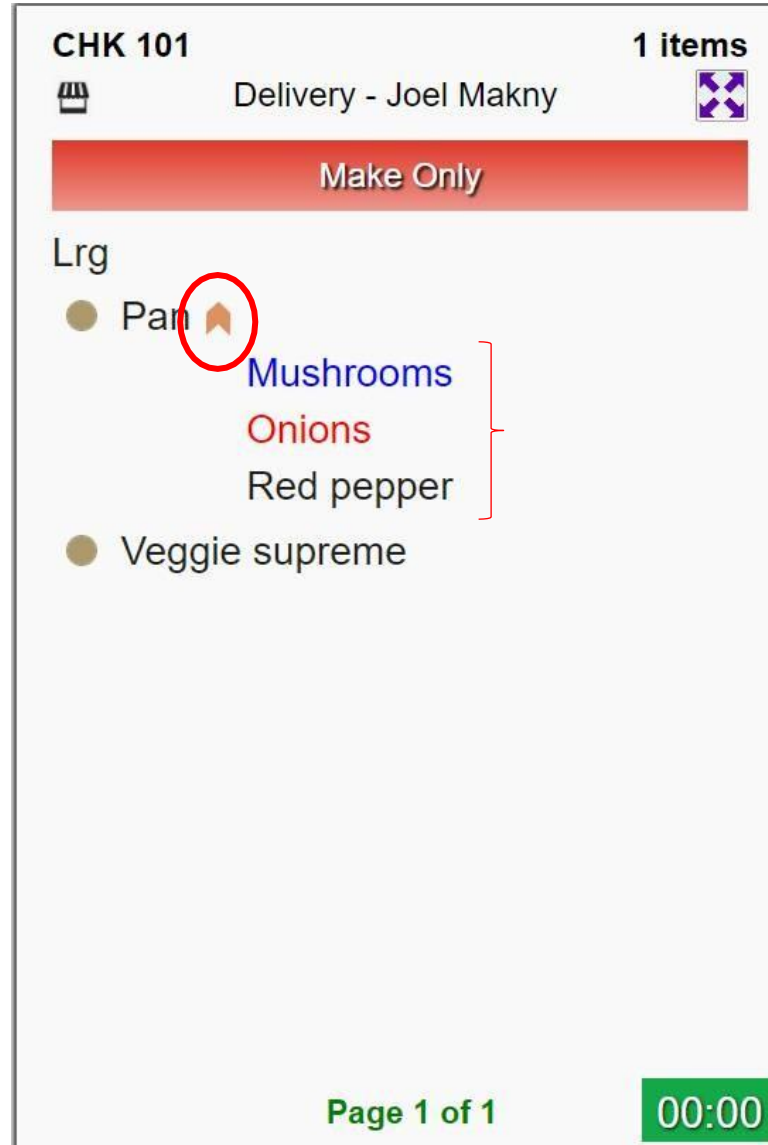 CHK 101 1 items
Delivery - Joel Makny
Make Only
Lrg
Pan
Mushrooms
Onions
Red pepper
Veggie supreme
Page 1 of 1 00:00